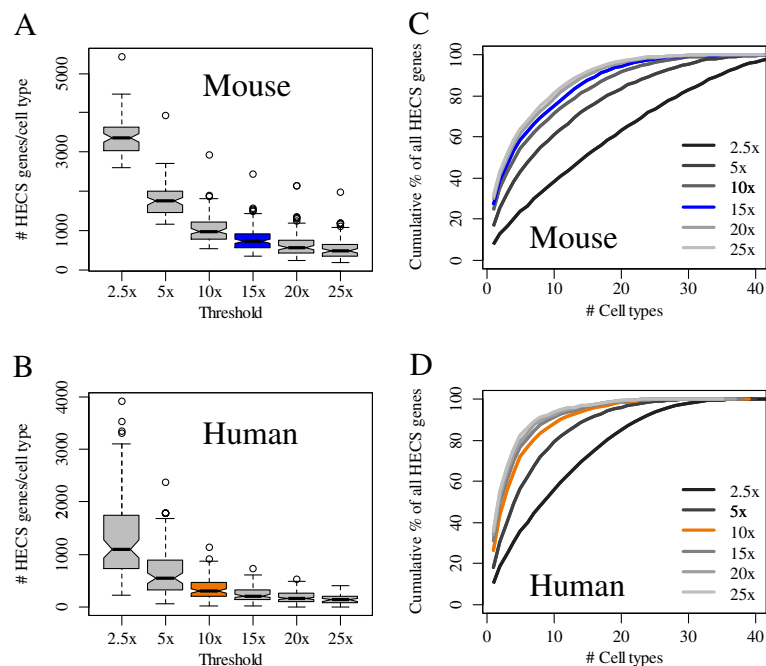 A
Mouse
# HECS genes/cell type
0
1000
3000
5000
2.5x 5x 10x 15x 20x 25x
Threshold
C
Cumulative % of all HECS genes
0
20
40
60
80
100
2.5x
5x
10x
15x
20x
25x
Mouse
0 10 20 30 40
# Cell types
B
Human
# HECS genes/cell type
0
1000
2000
3000
4000
2.5x 5x 10x 15x 20x 25x
Threshold
D
Cumulative % of all HECS genes
0
20
40
60
80
100
2.5x
5x
10x
15x
20x
25x
Human
0 10 20 30 40
# Cell types